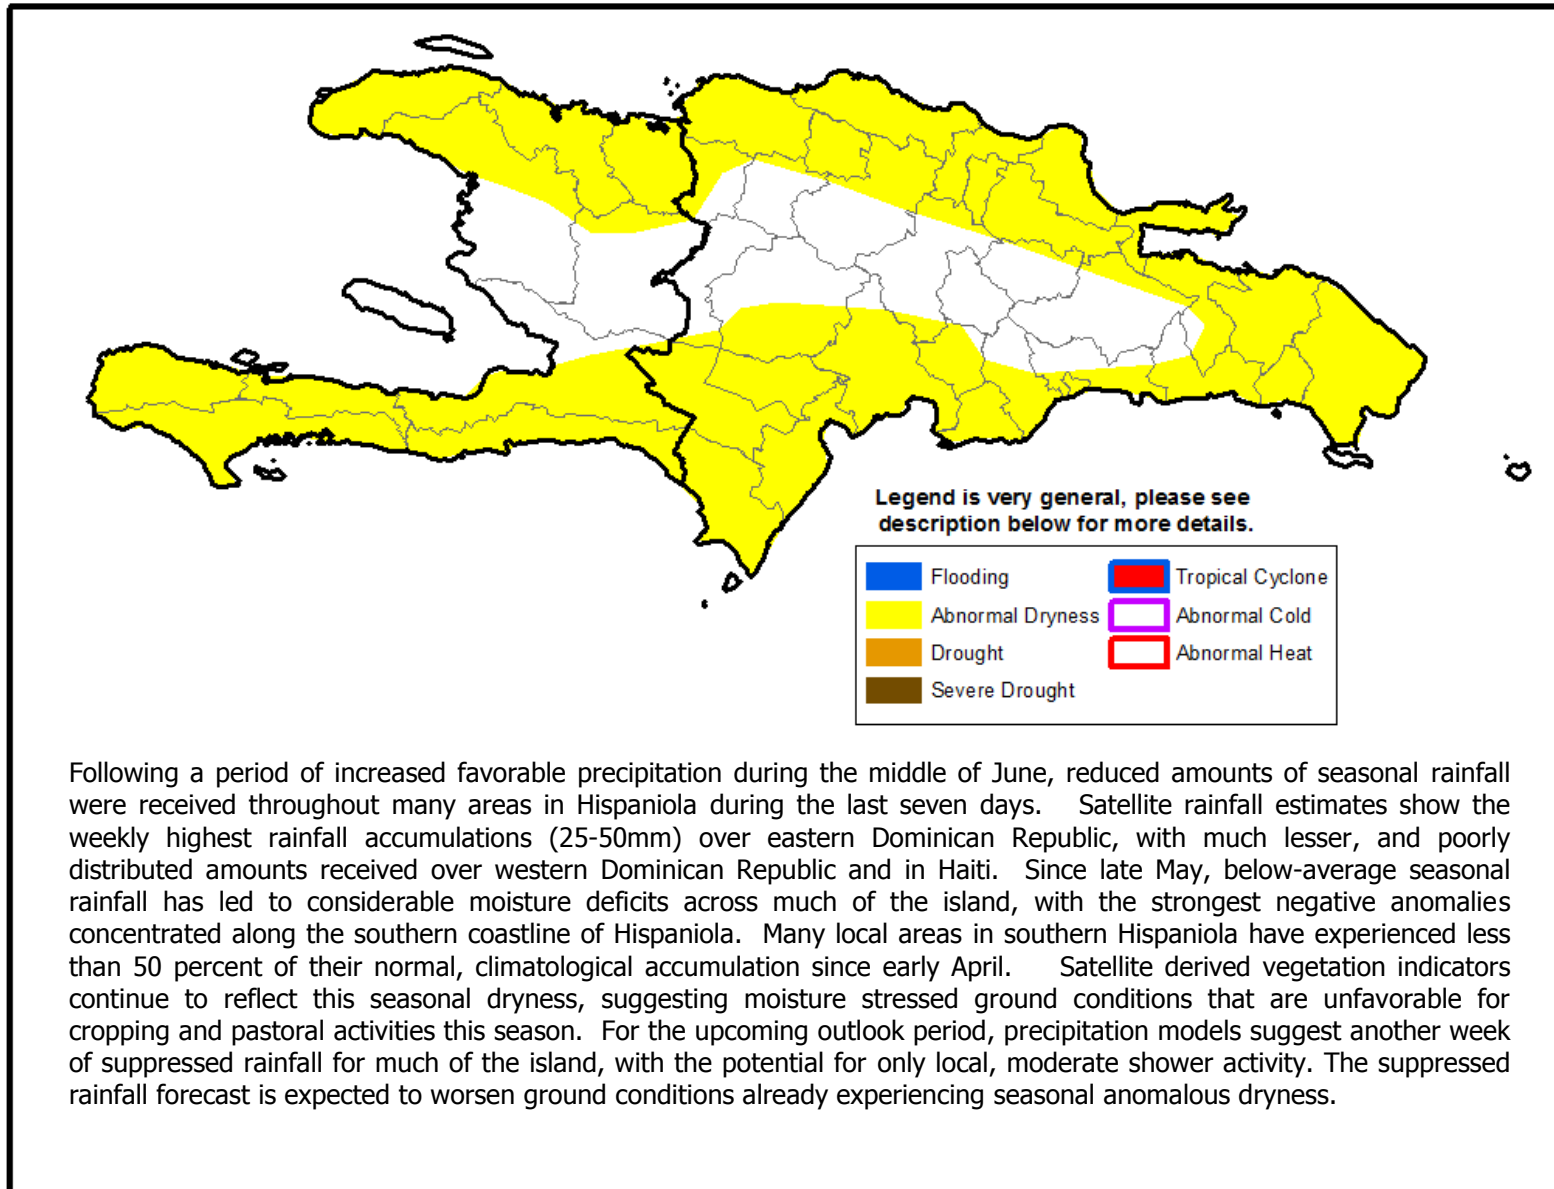 Legend is very general, please see
description below for more details.
Flooding
Abnormal Dryness
Drought
Severe Drought
Tropical Cyclone
Abnormal Cold
Abnormal Heat
Following a period of increased favorable precipitation during the middle of June, reduced amounts of seasonal rainfall
were received throughout many areas in Hispaniola during the last seven days. Satellite rainfall estimates show the
weekly highest rainfall accumulations (25-50mm) over eastern Dominican Republic, with much lesser, and poorly
distributed amounts received over western Dominican Republic and in Haiti. Since late May, below-average seasonal
rainfall has led to considerable moisture deficits across much of the island, with the strongest negative anomalies
concentrated along the southern coastline of Hispaniola. Many local areas in southern Hispaniola have experienced less
than 50 percent of their normal, climatological accumulation since early April. Satellite derived vegetation indicators
continue to reflect this seasonal dryness, suggesting moisture stressed ground conditions that are unfavorable for
cropping and pastoral activities this season. For the upcoming outlook period, precipitation models suggest another week
of suppressed rainfall for much of the island, with the potential for only local, moderate shower activity. The suppressed
rainfall forecast is expected to worsen ground conditions already experiencing seasonal anomalous dryness.